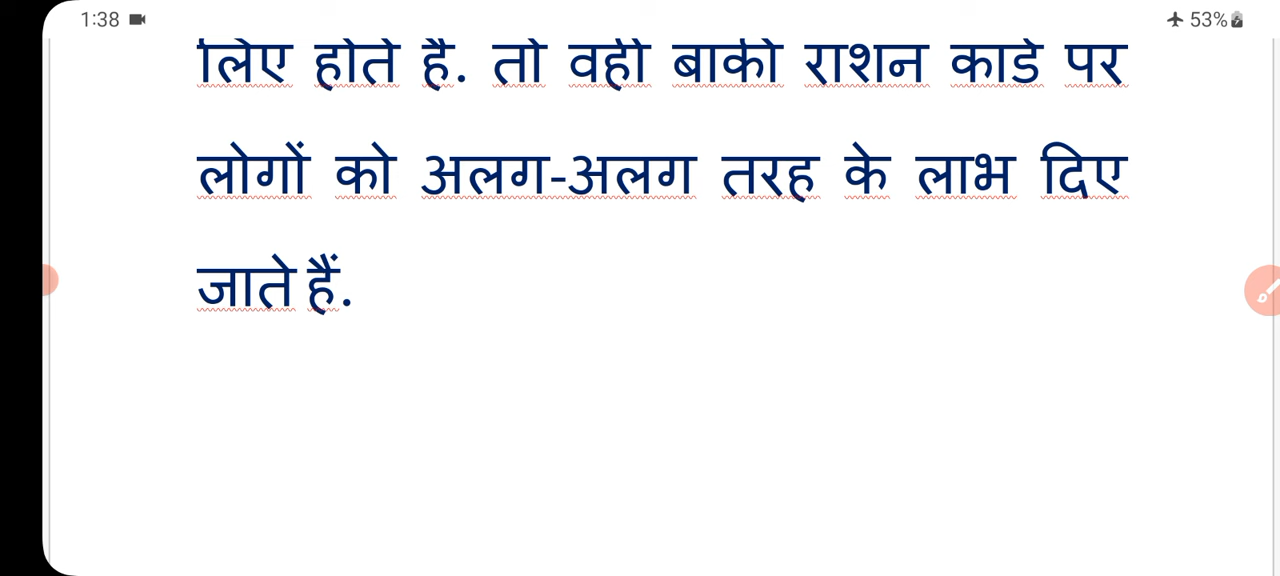 1:38 53%
लिए होते हैं. तो वहीं बाकी राशन कार्ड पर
लोगों को अलग-अलग तरह के लाभ दिए
जाते हैं.